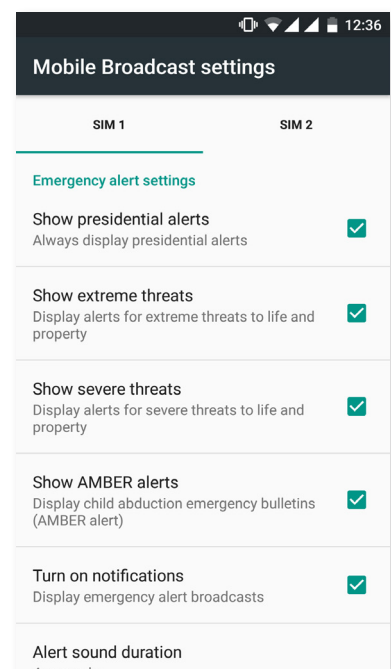 12:36
Mobile Broadcast settings
SIM 1 SIM 2
Emergency alert settings
Show presidential alerts
Always display presidential alerts
Show extreme threats
Display alerts for extreme threats to life and
property
Show severe threats
Display alerts for severe threats to life and
property
Show AMBER alerts
Display child abduction emergency bulletins
(AMBER alert)
Turn on notifications
Display emergency alert broadcasts
Alert sound duration